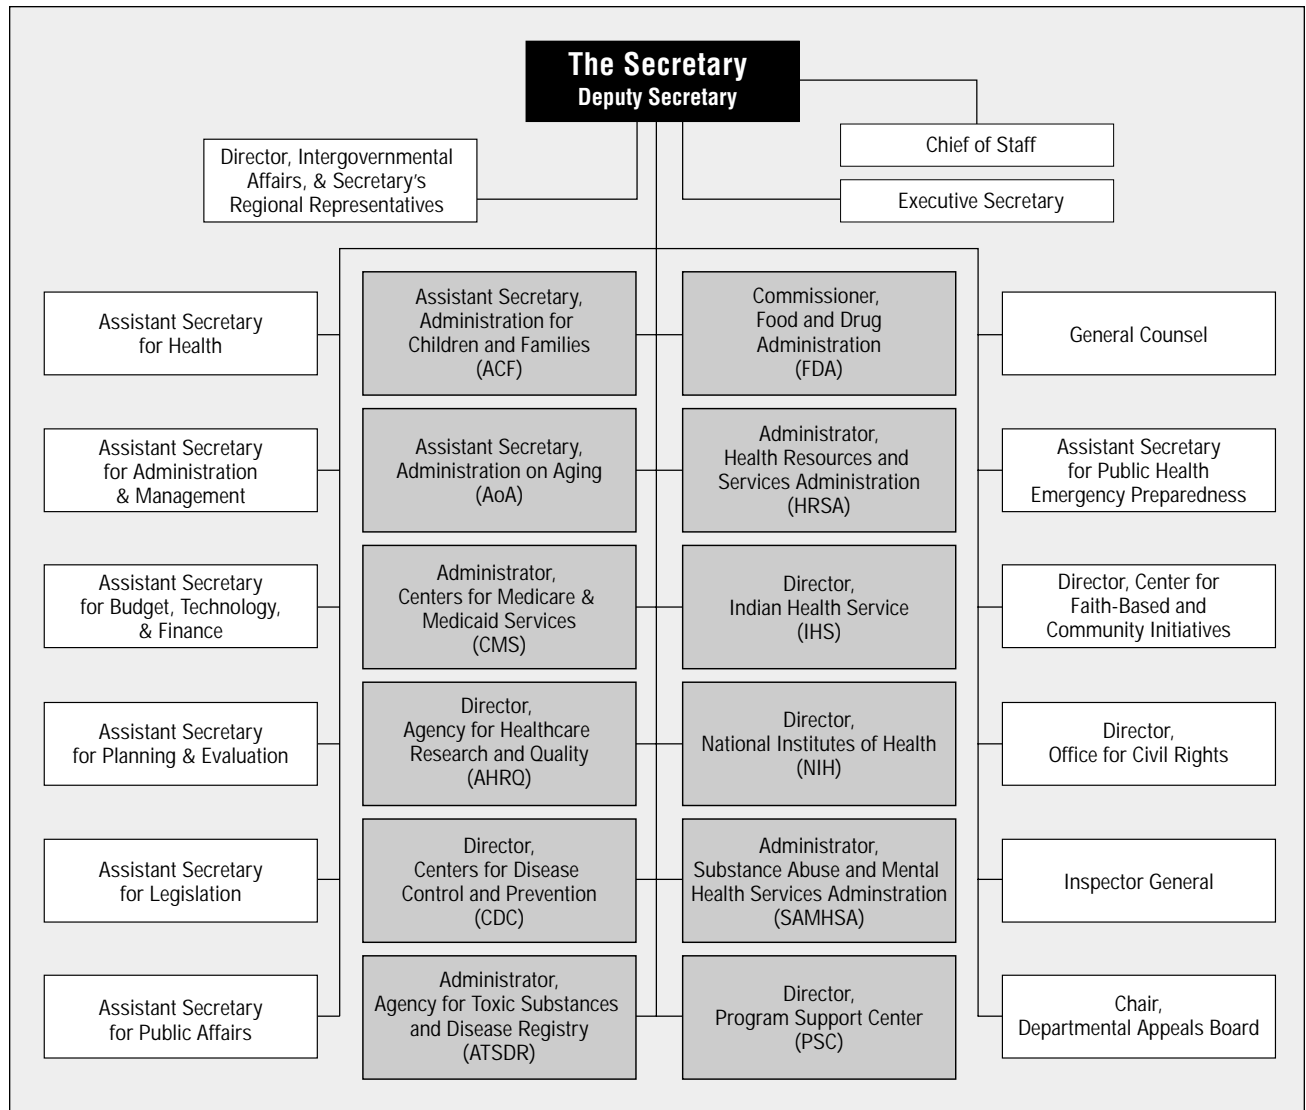 The Secretary
Deputy Secretary
Chief of Staff
Director, Intergovernmental
Affairs, & Secretary's
Regional Representatives
Executive Secretary
Assistant Secretary
for Health
Assistant Secretary,
Administration for
Children and Families
(ACF)
Commissioner,
Food and Drug
Administration
(FDA)
General Counsel
Assistant Secretary
for Administration
& Management
Assistant Secretary,
Administration on Aging
(AoA)
Administrator,
Health Resources and
Services Administration
(HRSA)
Assistant Secretary
for Public Health
Emergency Preparedness
Assistant Secretary
for Budget, Technology,
& Finance
Administrator,
Centers for Medicare &
Medicaid Services
(CMS)
Director,
Indian Health Service
(IHS)
Director, Center for
Faith-Based and
Community Initiatives
Assistant Secretary
for Planning & Evaluation
Director,
Agency for Healthcare
Research and Quality
(AHRQ)
Director,
National Institutes of Health
(NIH)
Director,
Office for Civil Rights
Assistant Secretary
for Legislation
Director,
Centers for Disease
Control and Prevention
(CDC)
Administrator,
Substance Abuse and Mental
Health Services Adminstration
(SAMHSA)
Inspector General
Assistant Secretary
for Public Affairs
Administrator,
Agency for Toxic Substances
and Disease Registry
(ATSDR)
Director,
Program Support Center
(PSC)
Chair,
Departmental Appeals Board